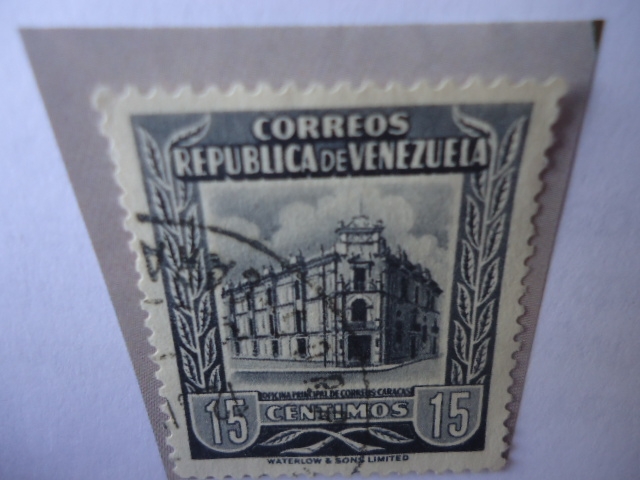 CORREOS
REPUBLICA DE VENEZUELA
OFICINA PRINCIPAL DE CORREOS CARACAS
15 CENTIMOS 15
WATERLOW & SONS LIMITED